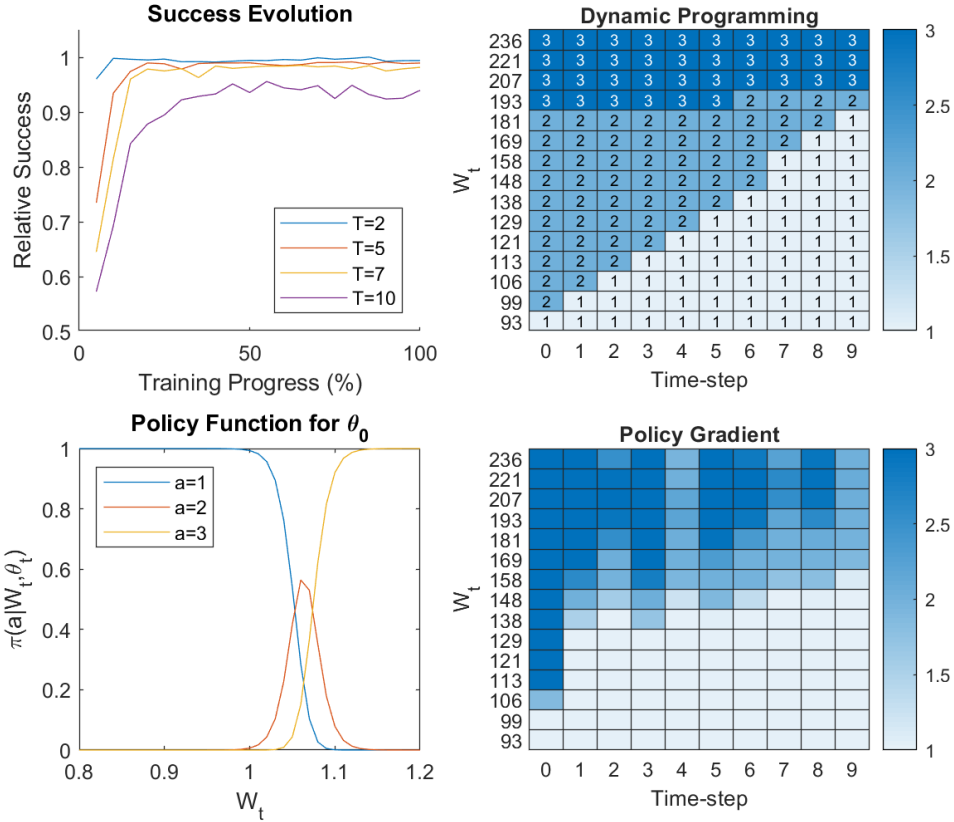 Success Evolution
1
0.9
0.8
0.7
0.6
0.5
Relative Success
T=2
T=5
T=7
T=10
0 50 100
Training Progress (%)
Dynamic Programming
W_t
236 3 3 3 3 3 3 3 3 3 3
221 3 3 3 3 3 3 3 3 3 3
207 3 3 3 3 3 3 3 3 3 3
193 3 3 3 3 3 3 2 2 2 2
181 2 2 2 2 2 2 2 2 2 1
169 2 2 2 2 2 2 2 2 1 1
158 2 2 2 2 2 2 2 1 1 1
148 2 2 2 2 2 2 2 1 1 1
138 2 2 2 2 2 2 1 1 1 1
129 2 2 2 2 2 1 1 1 1 1
121 2 2 2 2 1 1 1 1 1 1
113 2 2 2 1 1 1 1 1 1 1
106 2 2 1 1 1 1 1 1 1 1
99 2 1 1 1 1 1 1 1 1 1
93 1 1 1 1 1 1 1 1 1 1
0 1 2 3 4 5 6 7 8 9
Time-step
3
2.5
2
1.5
1
Policy Function for θ_0
1
0.8
0.6
0.4
0.2
0
π(a|W_t,θ_t)
a=1
a=2
a=3
0.8 0.9 1 1.1 1.2
W_t
Policy Gradient
W_t
236
221
207
193
181
169
158
148
138
129
121
113
106
99
93
0 1 2 3 4 5 6 7 8 9
Time-step
3
2.5
2
1.5
1